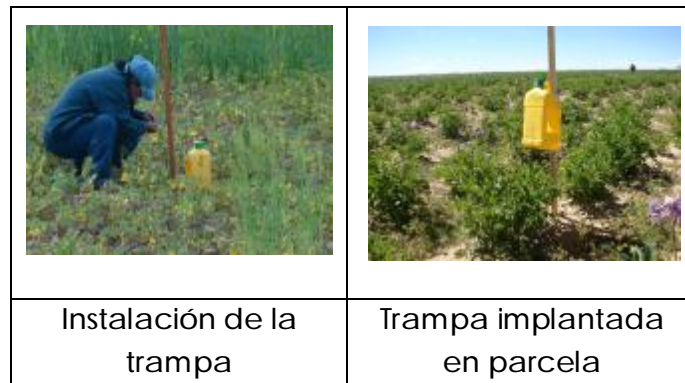 Instalación de la
trampa
Trampa implantada
en parcela